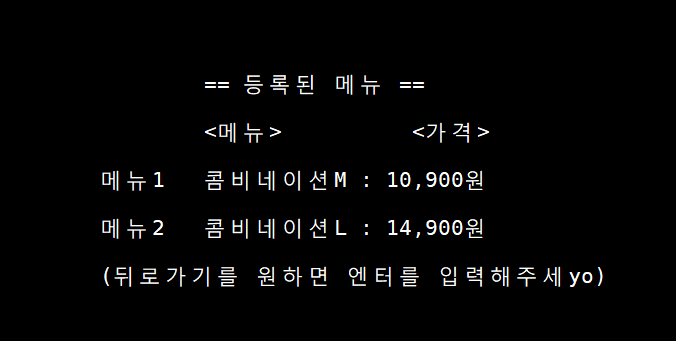 == 등록된 메뉴 ==
<메뉴> <가격>
메뉴1 콤비네이션M : 10,900원
메뉴2 콤비네이션L : 14,900원
(뒤로가기를 원하면 엔터를 입력해주세yo)